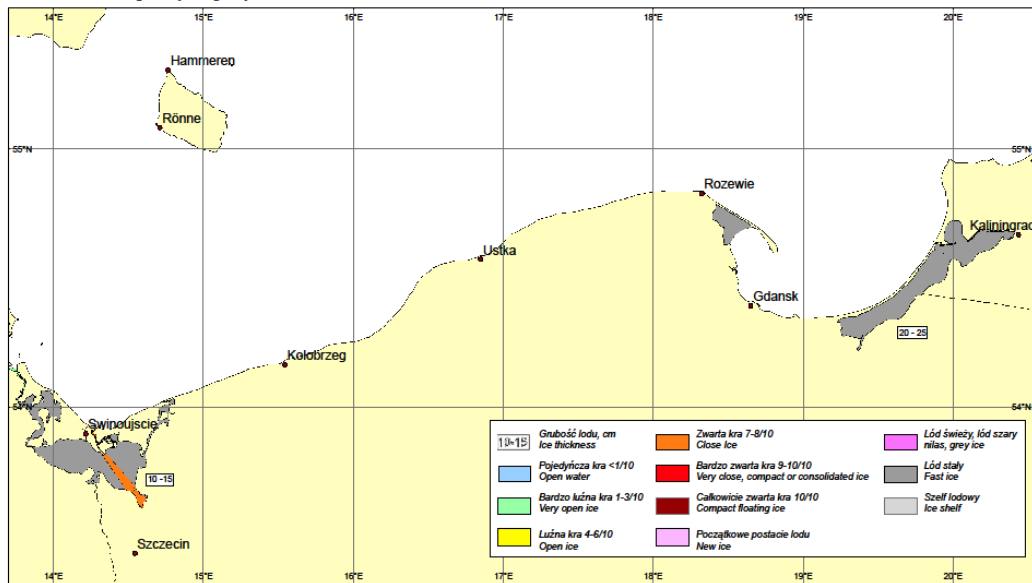 14°E 15°E 16°E 17°E 18°E 19°E 20°E
Hammeren
Rönne
55°N 55°N
Rozewie
Kaliningrad
Ustka
Gdansk
20 - 25
Kołobrzeg
54°N 54°N
Swinoujscie
10 - 15
Szczecin
10-15 Grubość lodu, cm
Ice thickness
Pojedyńcza kra <1/10
Open water
Bardzo luźna kra 1-3/10
Very open ice
Luźna kra 4-6/10
Open ice
Zwarta kra 7-8/10
Close Ice
Bardzo zwarta kra 9-10/10
Very close, compact or consolidated ice
Całkowicie zwarta kra 10/10
Compact floating ice
Początkowe postacie lodu
New ice
Lód świeży, lód szary
nilas, grey ice
Lód stały
Fast ice
Szelf lodowy
Ice shelf
14°E 15°E 16°E 17°E 18°E 19°E 20°E